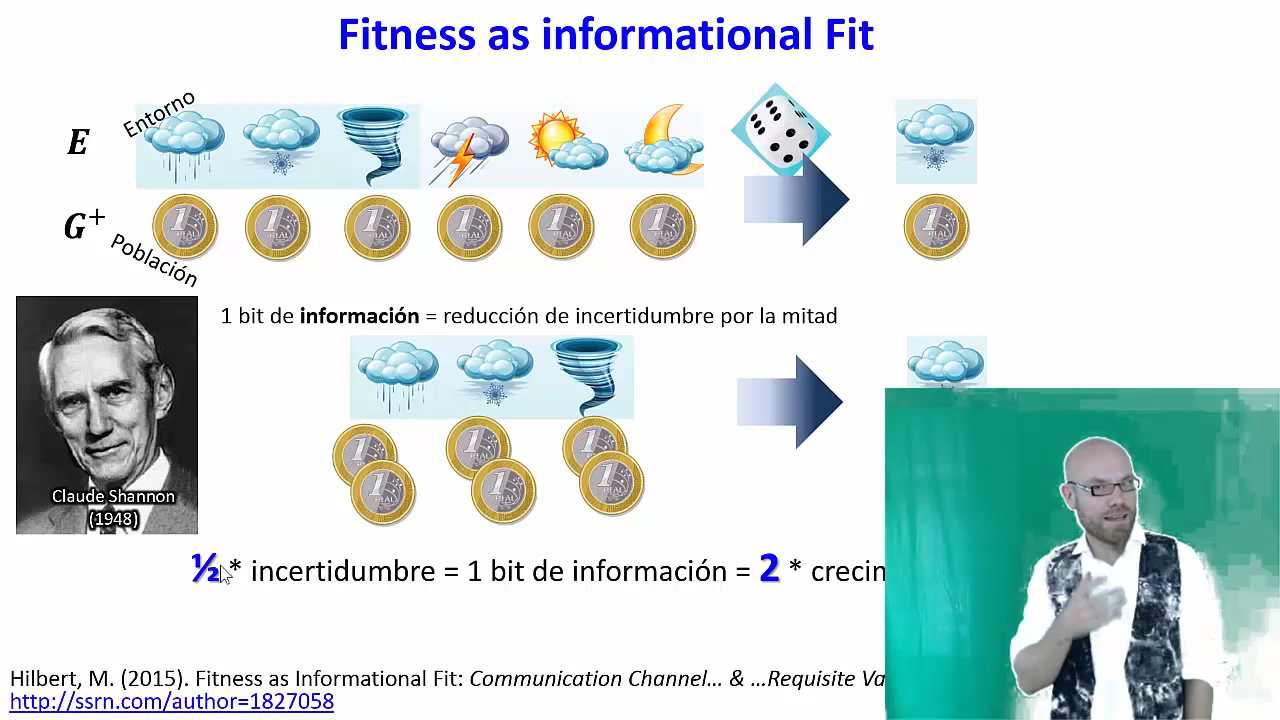 Fitness as informational Fit
Entorno
E
G+
Población
1 bit de información = reducción de incertidumbre por la mitad
Claude Shannon
(1948)
½ * incertidumbre = 1 bit de información = 2 * crecin
Hilbert, M. (2015). Fitness as Informational Fit: Communication Channel... & ...Requisite Va
http://ssrn.com/author=1827058